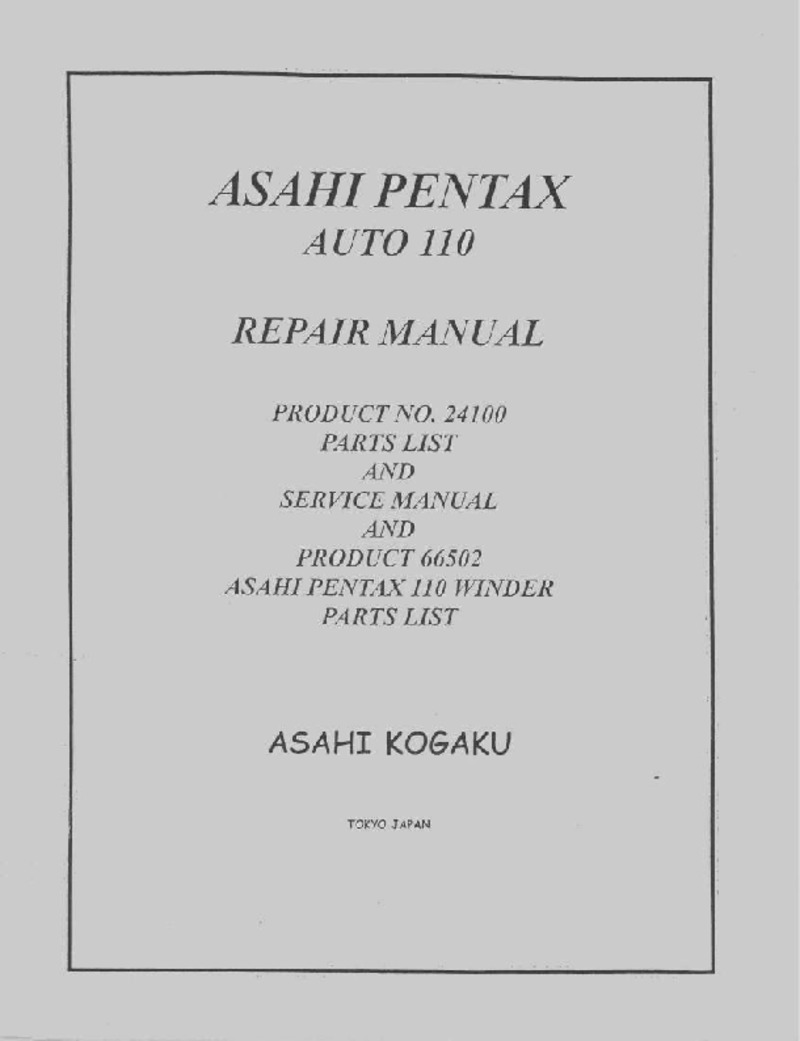 ASAHI PENTAX
AUTO 110
REPAIR MANUAL
PRODUCT NO. 24100
PARTS LIST
AND
SERVICE MANUAL
AND
PRODUCT 66502
ASAHI PENTAX 110 WINDER
PARTS LIST
ASAHI KOGAKU
TOKYO JAPAN